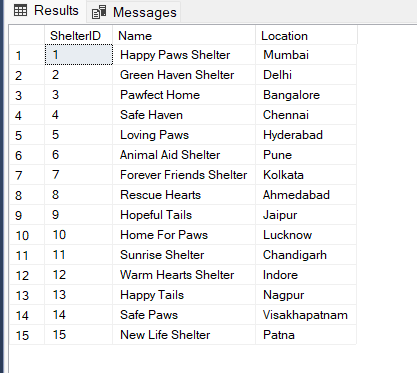 Results Messages
ShelterID Name Location
1 1 Happy Paws Shelter Mumbai
2 2 Green Haven Shelter Delhi
3 3 Pawfect Home Bangalore
4 4 Safe Haven Chennai
5 5 Loving Paws Hyderabad
6 6 Animal Aid Shelter Pune
7 7 Forever Friends Shelter Kolkata
8 8 Rescue Hearts Ahmedabad
9 9 Hopeful Tails Jaipur
10 10 Home For Paws Lucknow
11 11 Sunrise Shelter Chandigarh
12 12 Warm Hearts Shelter Indore
13 13 Happy Tails Nagpur
14 14 Safe Paws Visakhapatnam
15 15 New Life Shelter Patna